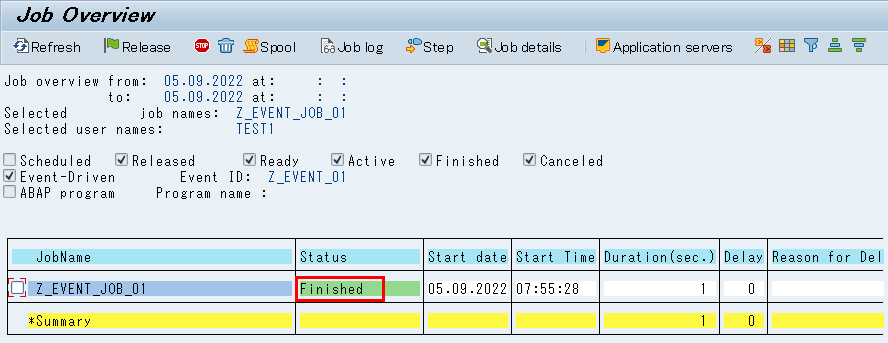 Job Overview
Refresh Release Spool Job log Step Job details Application servers
Job overview from: 05.09.2022 at: : :
to: 05.09.2022 at: : :
Selected job names: Z_EVENT_JOB_01
Selected user names: TEST1
Scheduled Released Ready Active Finished Canceled
Event-Driven Event ID: Z_EVENT_01
ABAP program Program name :
JobName Status Start date Start Time Duration(sec.) Delay Reason for Del
Z_EVENT_JOB_01 Finished 05.09.2022 07:55:28 1 0
*Summary 1 0